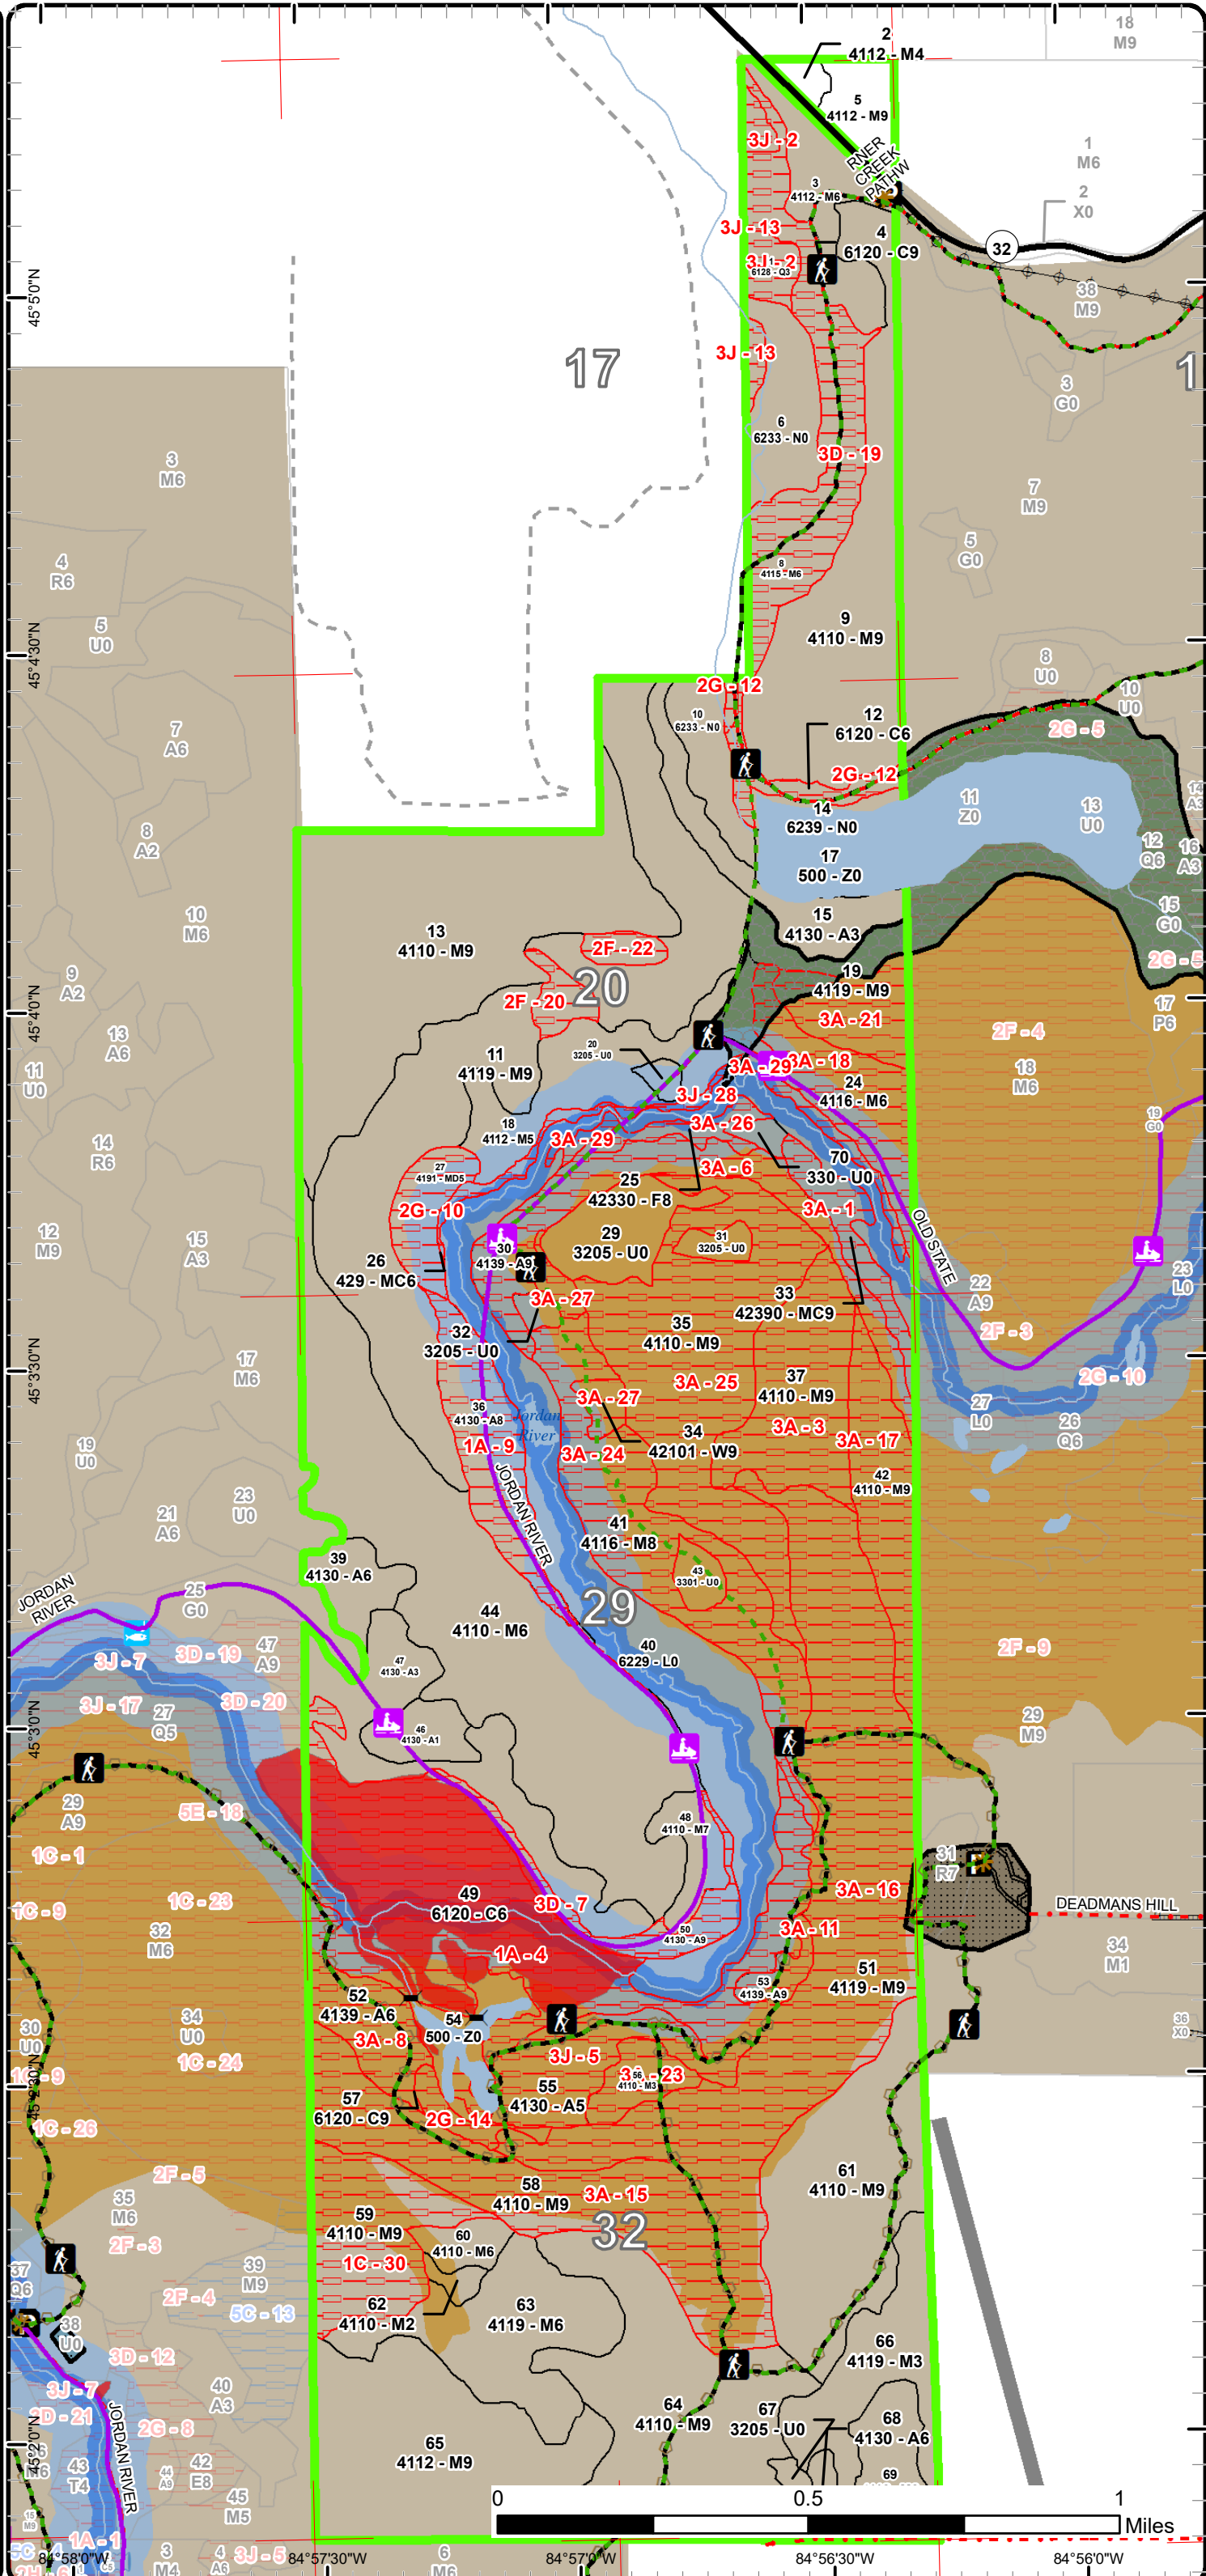 18
M9
2
4112 - M4
5
4112 - M9
RNER
CREEK
PATHW
1
M6
2
X0
3J - 2
3
4112 - M6
3J - 13
4
6120 - C9
32
3J - 2
1
6128 - Q3
38
M9
45°5'0"N
3J - 13
17
1
3
G0
6
6233 - N0
3D - 19
3
M6
7
M9
5
G0
4
R6
8
4115 - M6
5
U0
9
4110 - M9
45°4'30"N
8
U0
10
U0
2G - 12
10
6233 - N0
12
6120 - C6
2G - 5
7
A6
2G - 12
11
Z0
13
U0
14
A3
14
6239 - N0
8
A2
12
Q6
16
A3
17
500 - Z0
10
M6
15
4130 - A3
15
G0
13
4110 - M9
2F - 22
2G - 5
9
A2
20
19
4119 - M9
2F - 20
17
P6
45°4'0"N
3A - 21
2F - 4
13
A6
20
3205 - U0
11
4119 - M9
3A - 29
3A - 18
11
U0
18
M6
24
4116 - M6
3J - 28
19
G0
18
4112 - M5
3A - 26
3A - 29
14
R6
27
4191 - MD5
3A - 6
70
330 - U0
25
42330 - F8
2G - 10
3A - 1
12
M9
15
A3
29
3205 - U0
31
3205 - U0
OLD STATE
30
4139 - A9
26
429 - MC6
23
L0
22
A9
3A - 27
33
42390 - MC9
32
3205 - U0
35
4110 - M9
2F - 3
45°3'30"N
17
M6
37
4110 - M9
3A - 25
2G - 10
3A - 27
36
4130 - A8
Jordan
River
27
L0
26
Q6
3A - 3
34
42101 - W9
3A - 17
19
U0
1A - 9
3A - 24
42
4110 - M9
23
U0
JORDAN RIVER
21
A6
41
4116 - M8
39
4130 - A6
43
3301 - U0
JORDAN
RIVER
25
G0
29
44
4110 - M6
47
A9
3D - 19
2F - 9
40
6229 - L0
3J - 7
47
4130 - A3
3D - 20
3J - 17
27
Q5
45°3'0"N
46
4130 - A1
29
M9
29
A9
5E - 18
48
4110 - M7
1C - 1
31
R7
3A - 16
1C - 23
49
6120 - C6
3D - 7
DEADMANS HILL
1C - 9
3A - 11
32
M6
50
4130 - A9
1A - 4
34
M1
51
4119 - M9
53
4139 - A9
52
4139 - A6
54
500 - Z0
34
U0
30
U0
36
X0
3A - 8
3J - 5
1C - 24
56
4110 - M3
55
4130 - A5
57
6120 - C9
2G - 14
1C - 26
2F - 5
61
4110 - M9
58
4110 - M9
3A - 15
35
M6
59
4110 - M9
32
60
4110 - M6
2F - 3
1C - 30
37
Q6
39
M9
2F - 4
62
4110 - M2
63
4119 - M6
5C - 13
38
U0
66
4119 - M3
3D - 12
3J - 7
40
A3
64
4110 - M9
67
3205 - U0
68
4130 - A6
JORDAN RIVER
2G - 8
65
4112 - M9
45°2'0"N
43
T4
44
A9
42
E8
69
45
M5
0
0.5
1
Miles
15
M9
1A - 1
3
M4
4
A6
3J - 5
6
M6
84°58'0"W
84°57'30"W
84°57'0"W
84°56'30"W
84°56'0"W